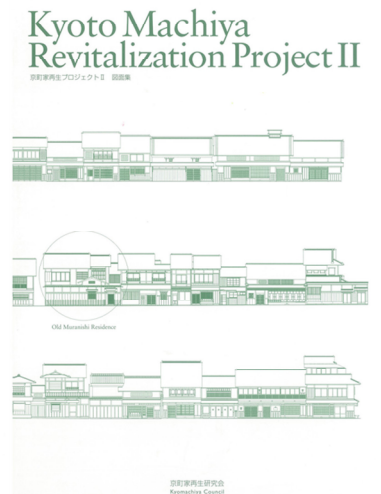 Kyoto Machiya
Revitalization Project II
京町家再生プロジェクトⅡ　図面集
Old Muranishi Residence
京町家再生研究会
Kyomachiya Council